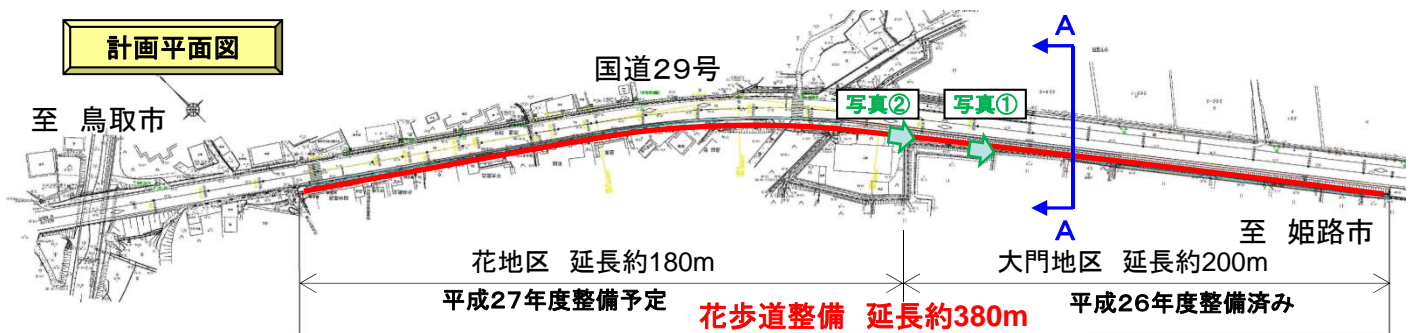 計画平面図
国道29号
至 鳥取市
写真②
写真①
A
A
至 姫路市
花地区 延長約180m
大門地区 延長約200m
平成27年度整備予定
平成26年度整備済み
花歩道整備 延長約380m